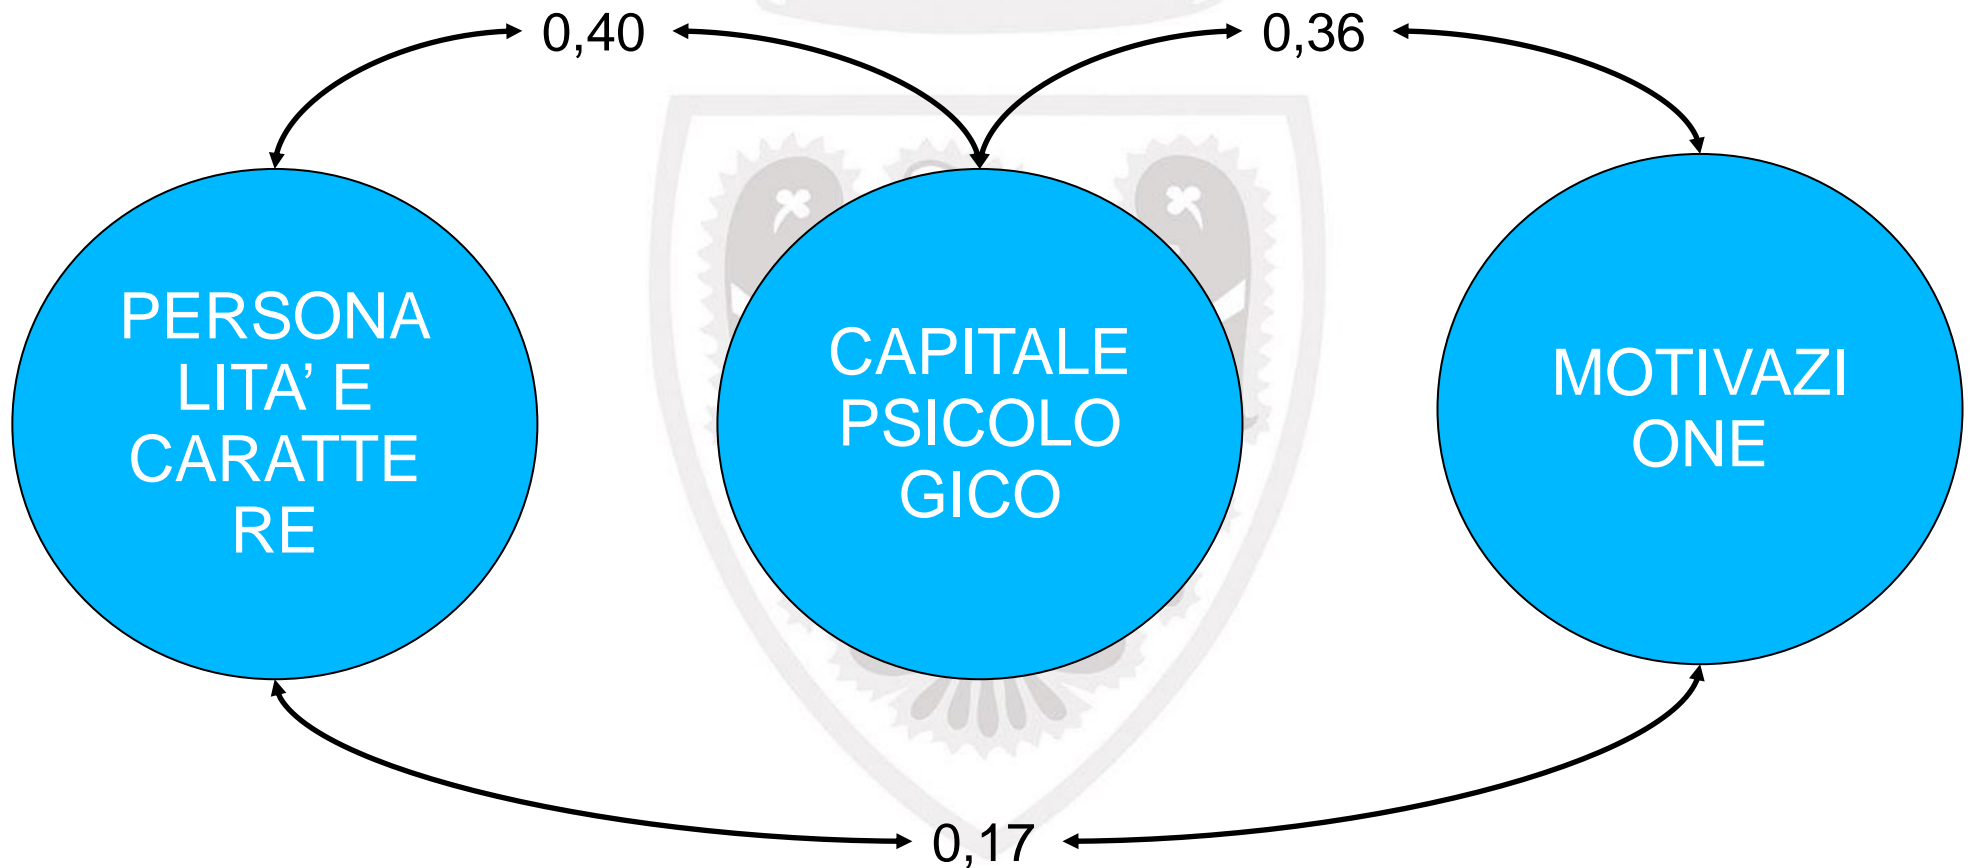 0,40
0,36
PERSONA
LITA’ E
CARATTE
RE
CAPITALE
PSICOLO
GICO
MOTIVAZI
ONE
0,17